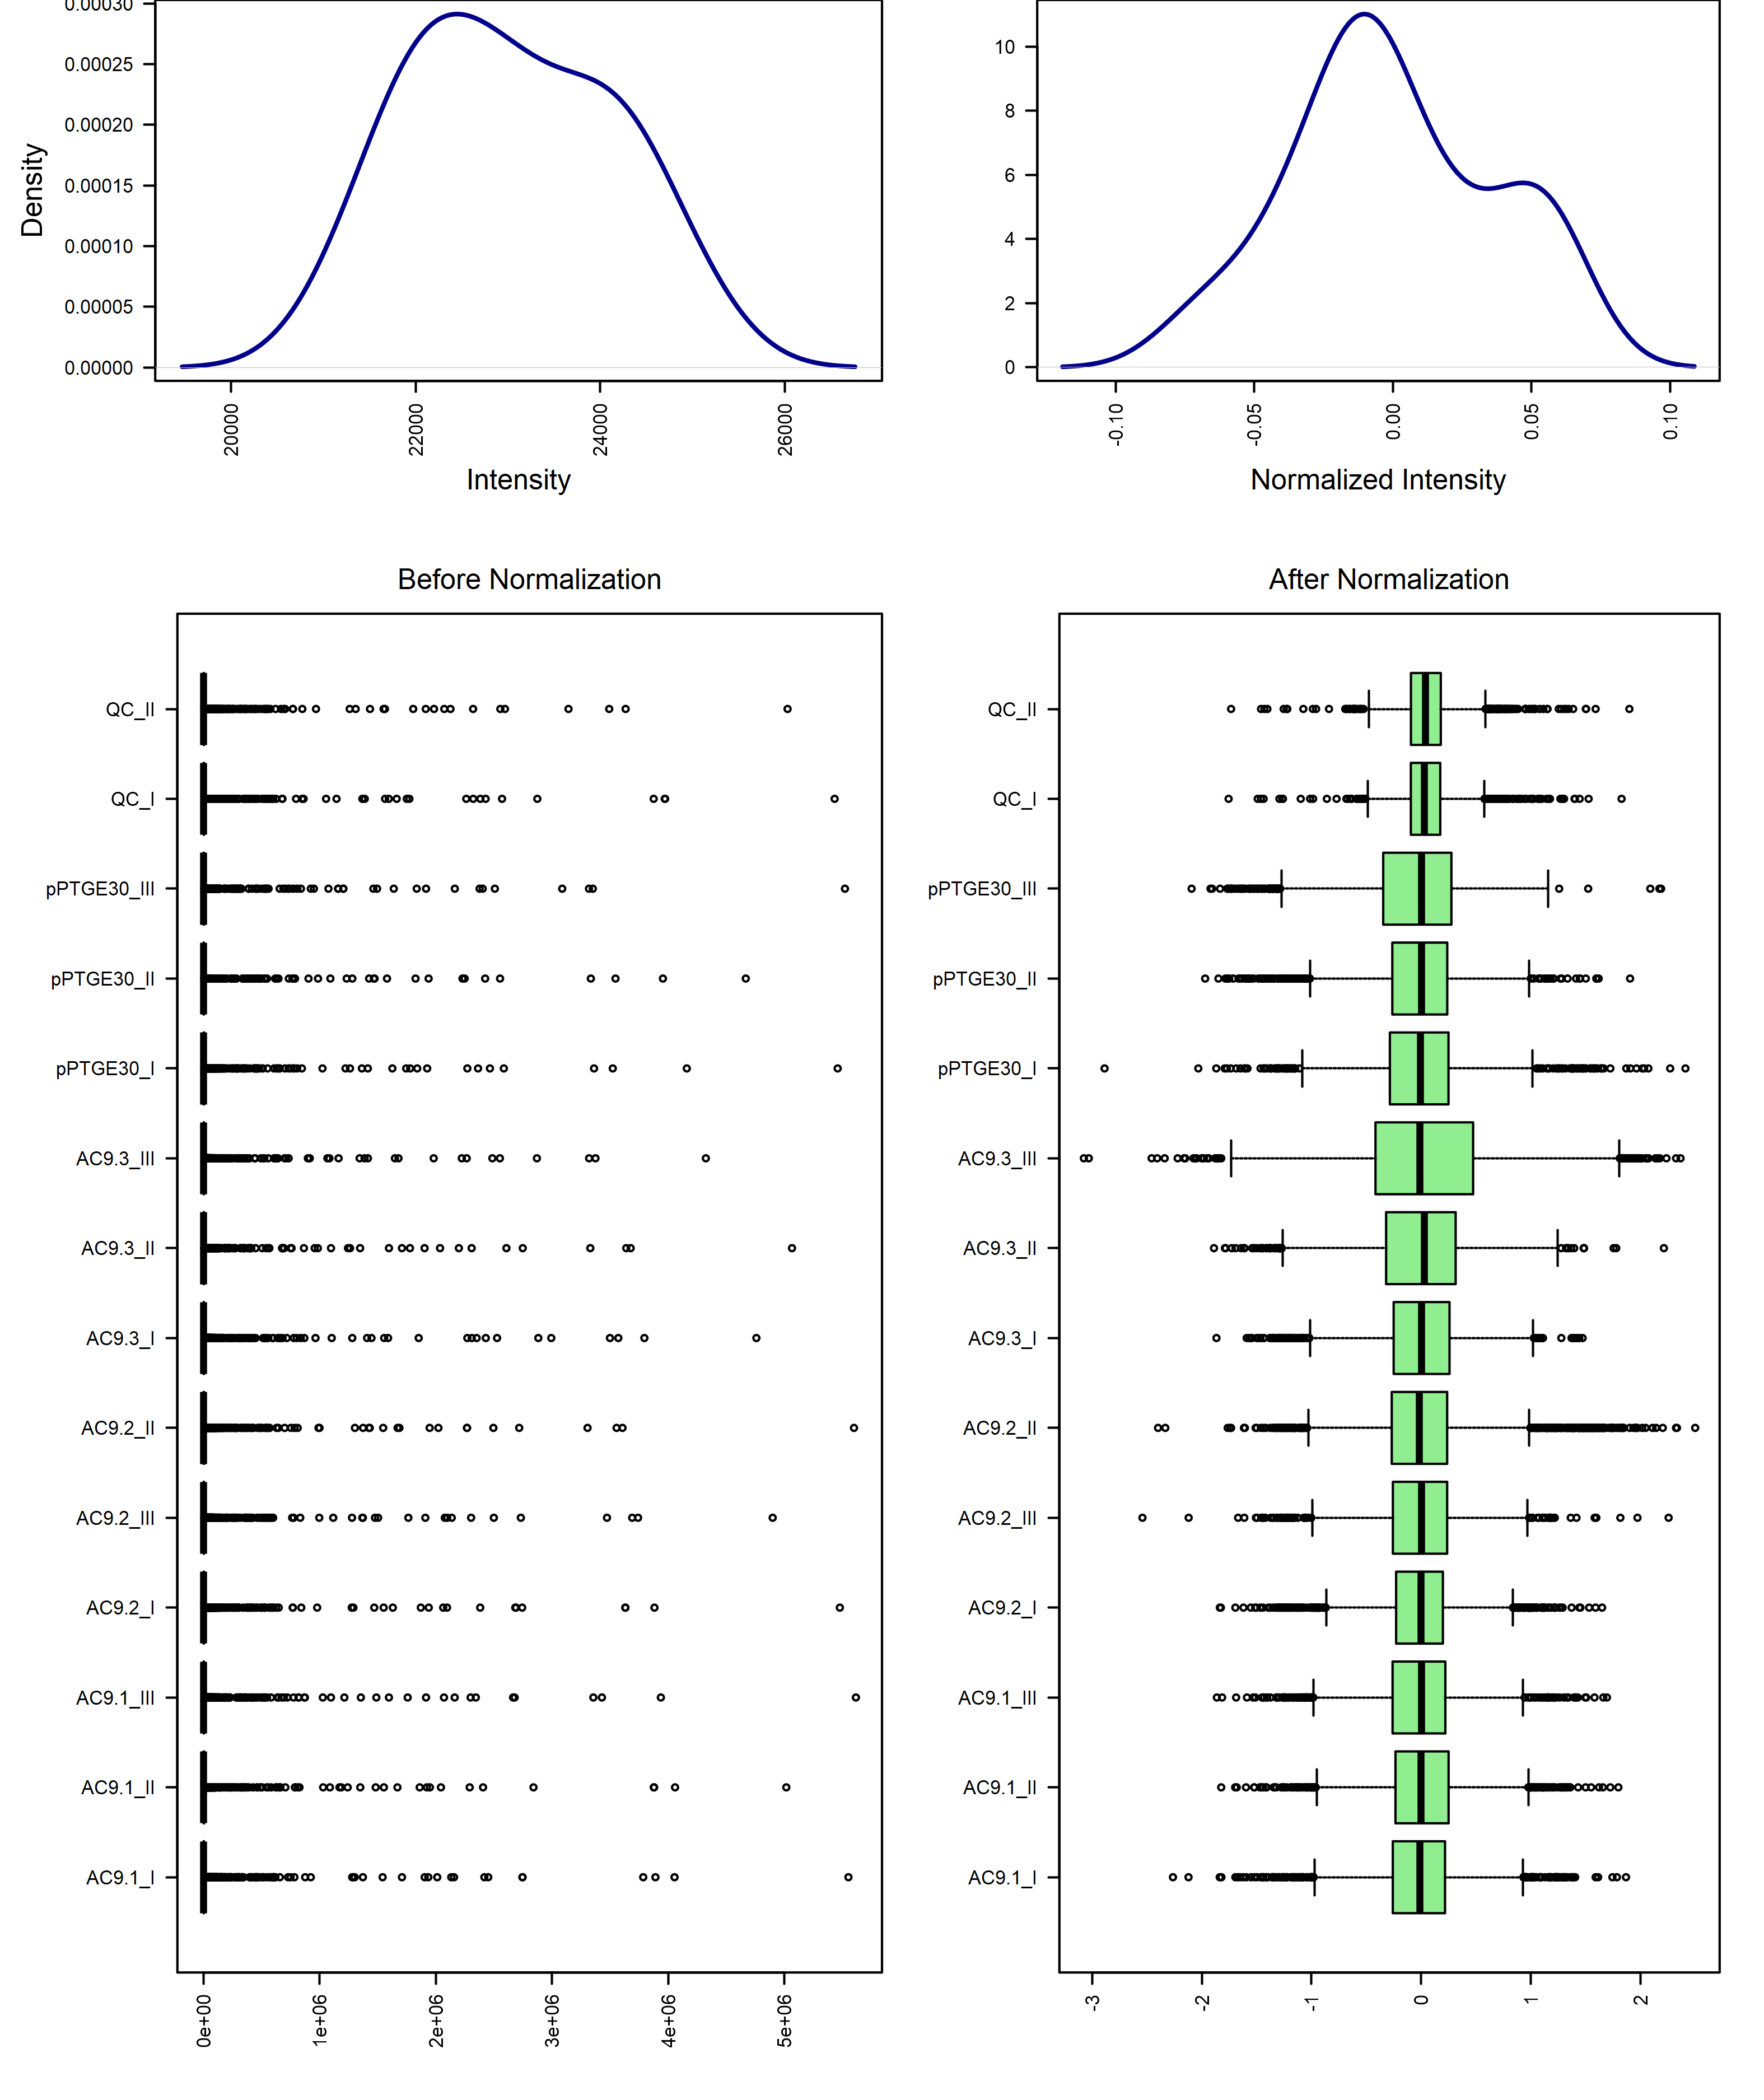 0.00030
0.00025
0.00020
0.00015
0.00010
0.00005
0.00000
Density
20000 22000 24000 26000
Intensity
10
8
6
4
2
0
-0.10 -0.05 0.00 0.05 0.10
Normalized Intensity
Before Normalization
QC_II
QC_I
pPTGE30_III
pPTGE30_II
pPTGE30_I
AC9.3_III
AC9.3_II
AC9.3_I
AC9.2_II
AC9.2_III
AC9.2_I
AC9.1_III
AC9.1_II
AC9.1_I
0e+00 1e+06 2e+06 3e+06 4e+06 5e+06
After Normalization
QC_II
QC_I
pPTGE30_III
pPTGE30_II
pPTGE30_I
AC9.3_III
AC9.3_II
AC9.3_I
AC9.2_II
AC9.2_III
AC9.2_I
AC9.1_III
AC9.1_II
AC9.1_I
-3 -2 -1 0 1 2